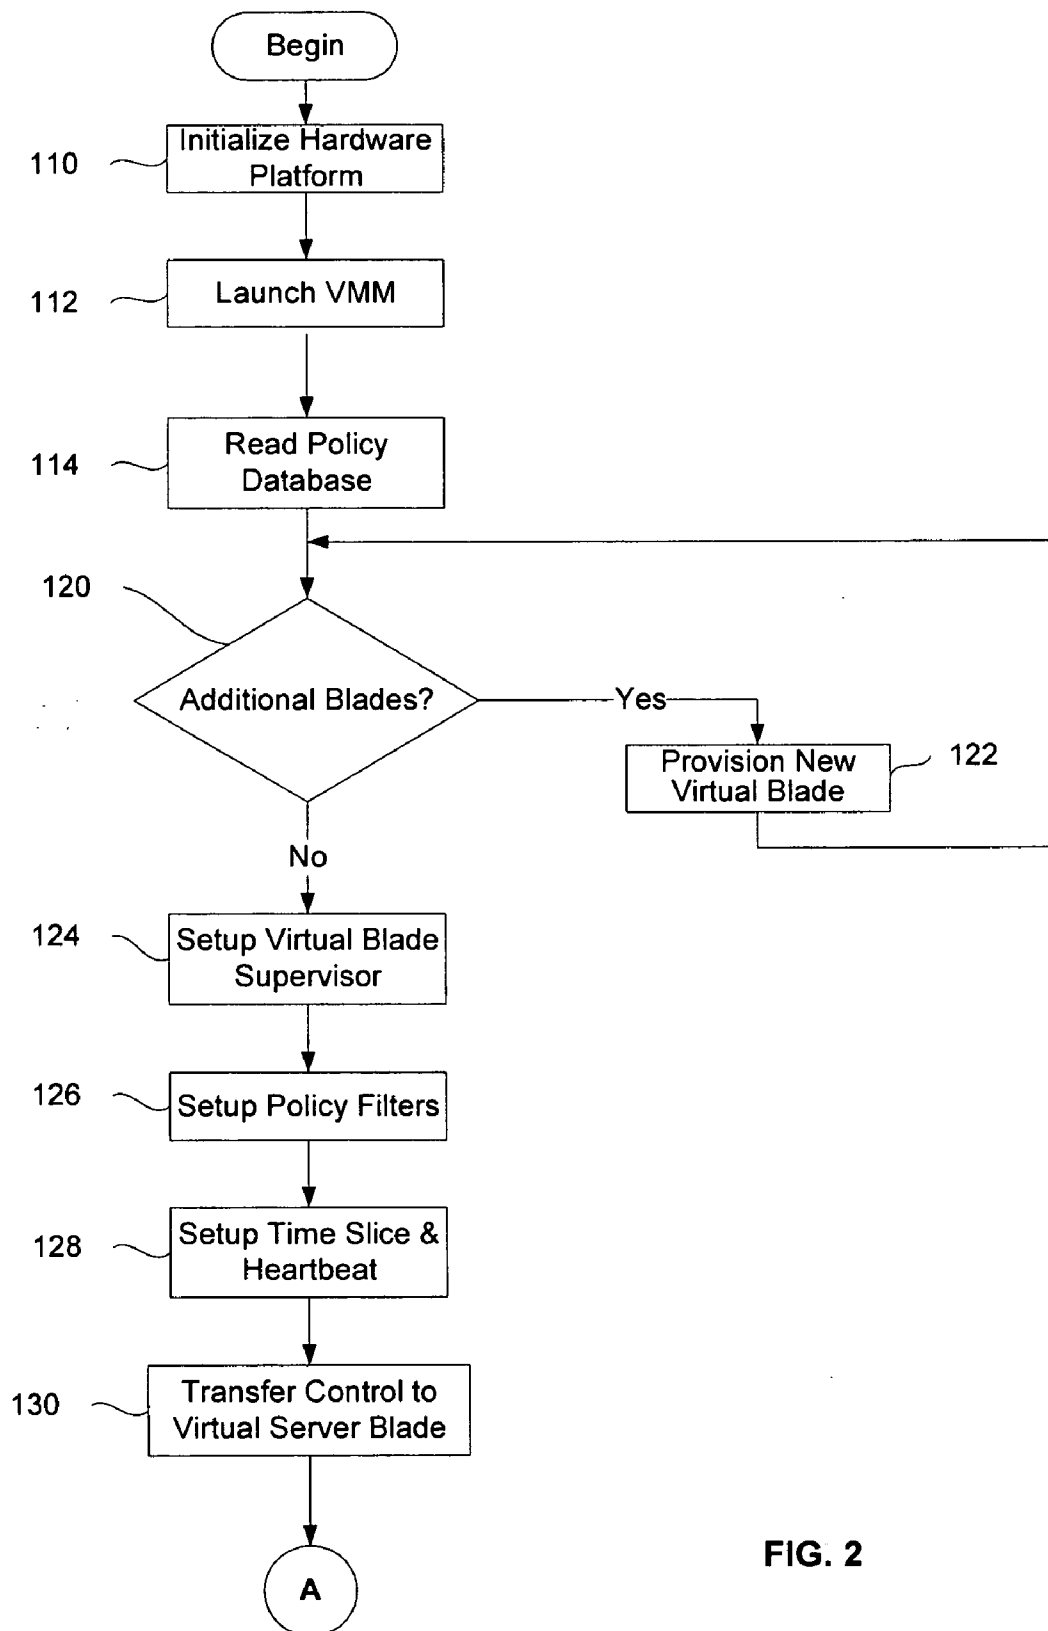 Begin
110
Initialize Hardware
Platform
112
Launch VMM
114
Read Policy
Database
120
Additional Blades?
Yes
Provision New
Virtual Blade
122
No
124
Setup Virtual Blade
Supervisor
126
Setup Policy Filters
128
Setup Time Slice &
Heartbeat
130
Transfer Control to
Virtual Server Blade
A
FIG. 2